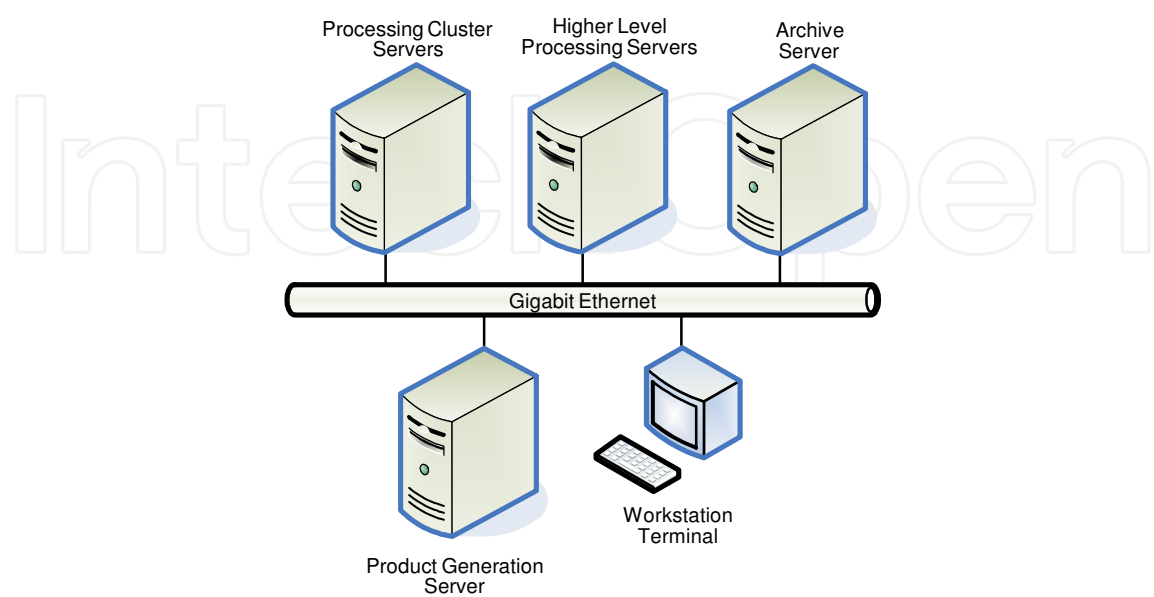 Processing Cluster
Servers
Higher Level
Processing Servers
Archive
Server
IntechOpen
Gigabit Ethernet
Workstation
Terminal
Product Generation
Server